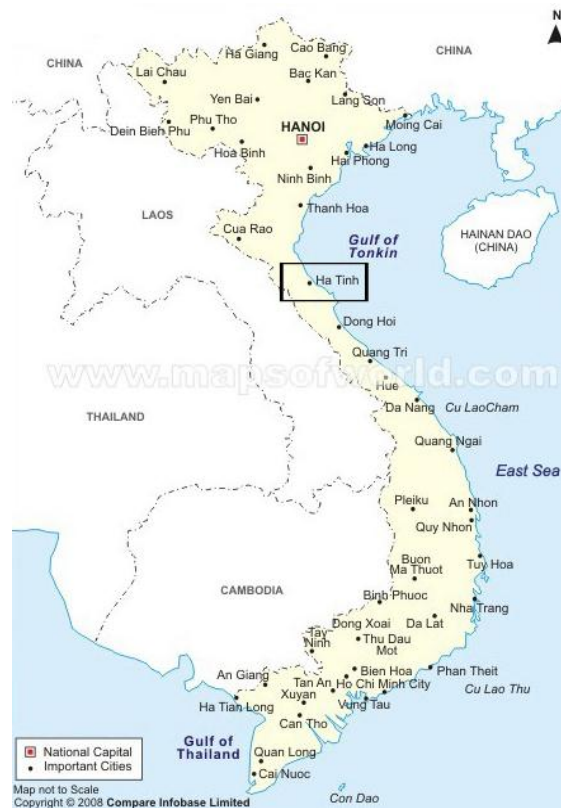 N
CHINA
CHINA
Ha Giang
Cao Bang
Lai Chau
Bac Kan
Yen Bai
Lang Son
Dein Bieh Phu
Phu Tho
HANOI
Moing Cai
Hoa Binh
Ha Long
Hai Phong
Ninh Binh
LAOS
Thanh Hoa
Cua Rao
Gulf of
Tonkin
HAINAN DAO
(CHINA)
Ha Tinh
Dong Hoi
Quang Tri
www.mapsofworld.com
Hue
Da Nang
Cu LaoCham
THAILAND
Quang Ngai
East Sea
Pleiku
An Nhon
Quy Nhon
Buon
Ma Thuot
Tuy Hoa
CAMBODIA
Binh Phuoc
Nha Trang
Dong Xoai
Da Lat
Tay
Ninh
Thu Dau
Mot
An Giang
Tan An
Bien Hoa
Phan Theit
Xuyan
Ho Chi Minh City
Cu Lao Thu
Ha Tian Long
Vung Tau
Can Tho
Gulf of
Thailand
National Capital
Important Cities
Quan Long
Cai Nuoc
Map not to Scale
Copyright © 2008 Compare Infobase Limited
Con Dao